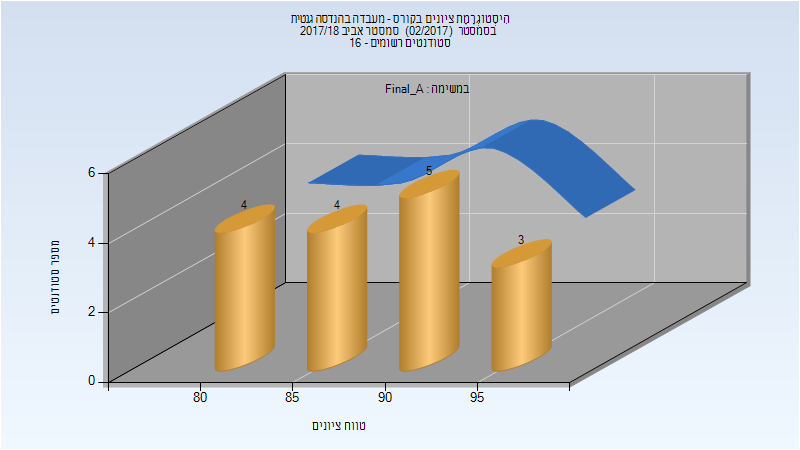 היסטוגרמת ציונים בקורס - מעבדה בהנדסה גנטית
בסמסטר (02/2017) סמסטר אביב 2017/18
סטודנטים רשומים - 16
במשימה : Final_A
6
4
2
0
4
4
5
3
80
85
90
95
מספר סטודנטים
טווח ציונים